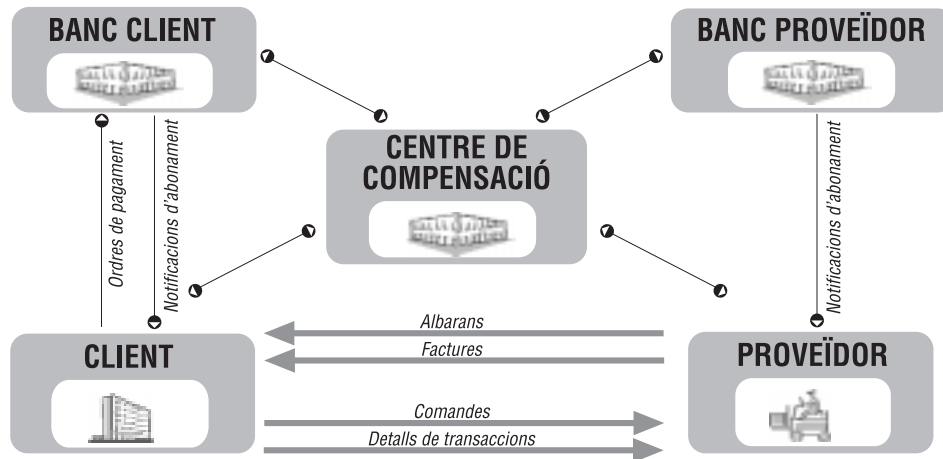 BANC CLIENT
BANC PROVEÏDOR
CENTRE DE
COMPENSACIÓ
Ordres de pagament
Notificacions d'abonament
Notificacions d'abonament
Albarans
Factures
CLIENT
PROVEÏDOR
Comandes
Detalls de transaccions